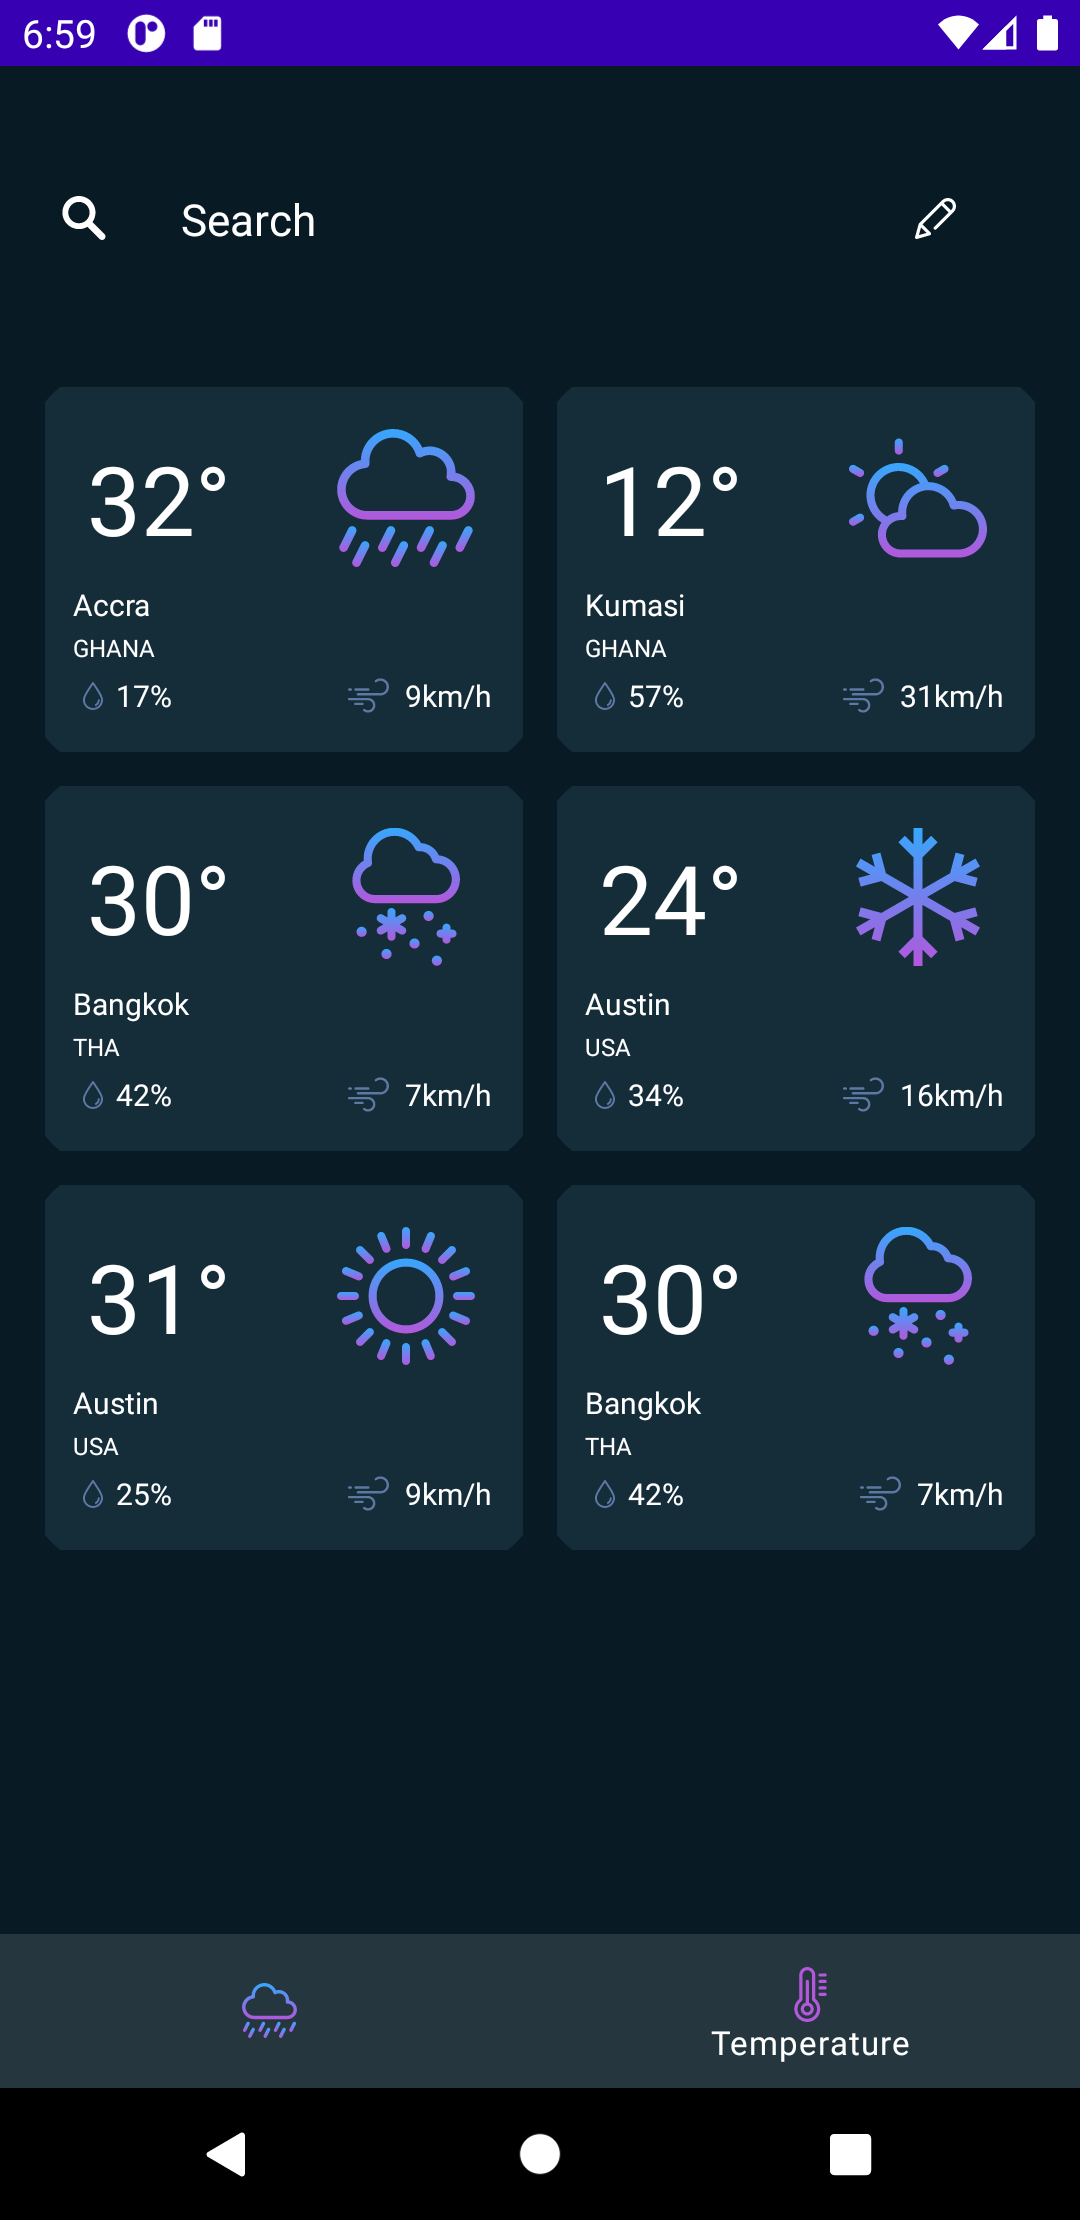 6:59
Search
32°
Accra
GHANA
17% 9km/h
12°
Kumasi
GHANA
57% 31km/h
30°
Bangkok
THA
42% 7km/h
24°
Austin
USA
34% 16km/h
31°
Austin
USA
25% 9km/h
30°
Bangkok
THA
42% 7km/h
Temperature